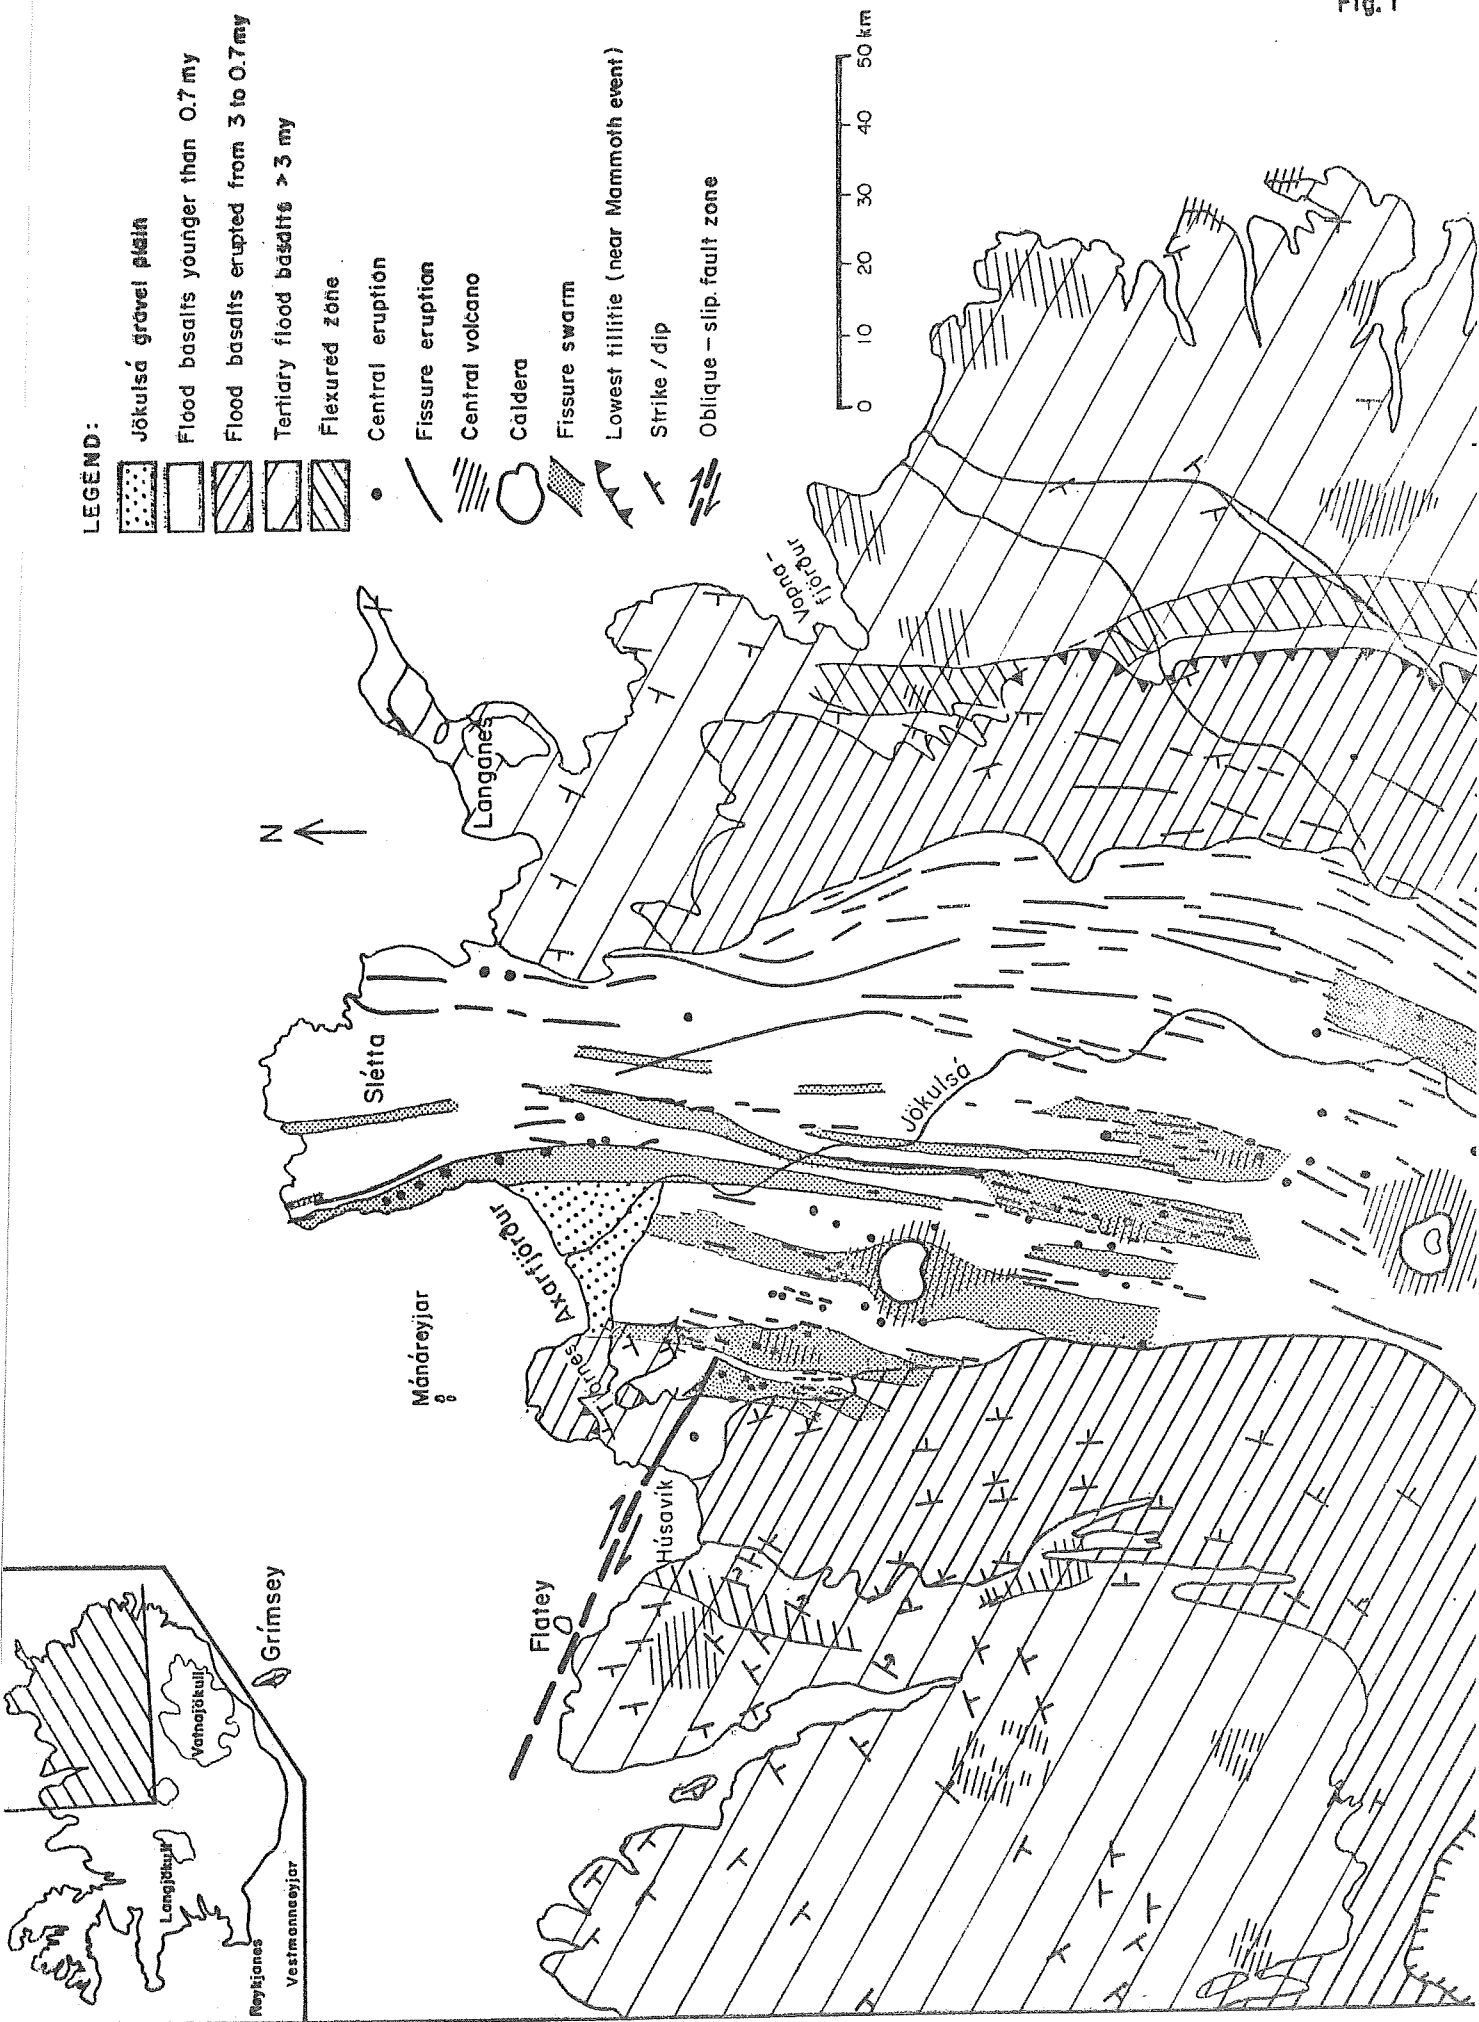 Fig. 1
LEGEND:
Jökulsá gravel plain
Flood basalts younger than 0.7 my
Flood basalts erupted from 3 to 0.7 my
Tertiary flood basalts > 3 my
Flexured zone
Central eruption
Fissure eruption
Central volcano
Caldera
Fissure swarm
Lowest tillitie (near Mammoth event)
Strike / dip
Oblique – slip. fault zone
0 10 20 30 40 50 km
N
Langanes
Vopna-
fjörður
Slétta
Axarfjörður
Jökulsá
Mánáreyjar
Húsavík
Flatey
Grímsey
Vatnajökull
Langjökull
Reykjanes
Vestmannaeyjar